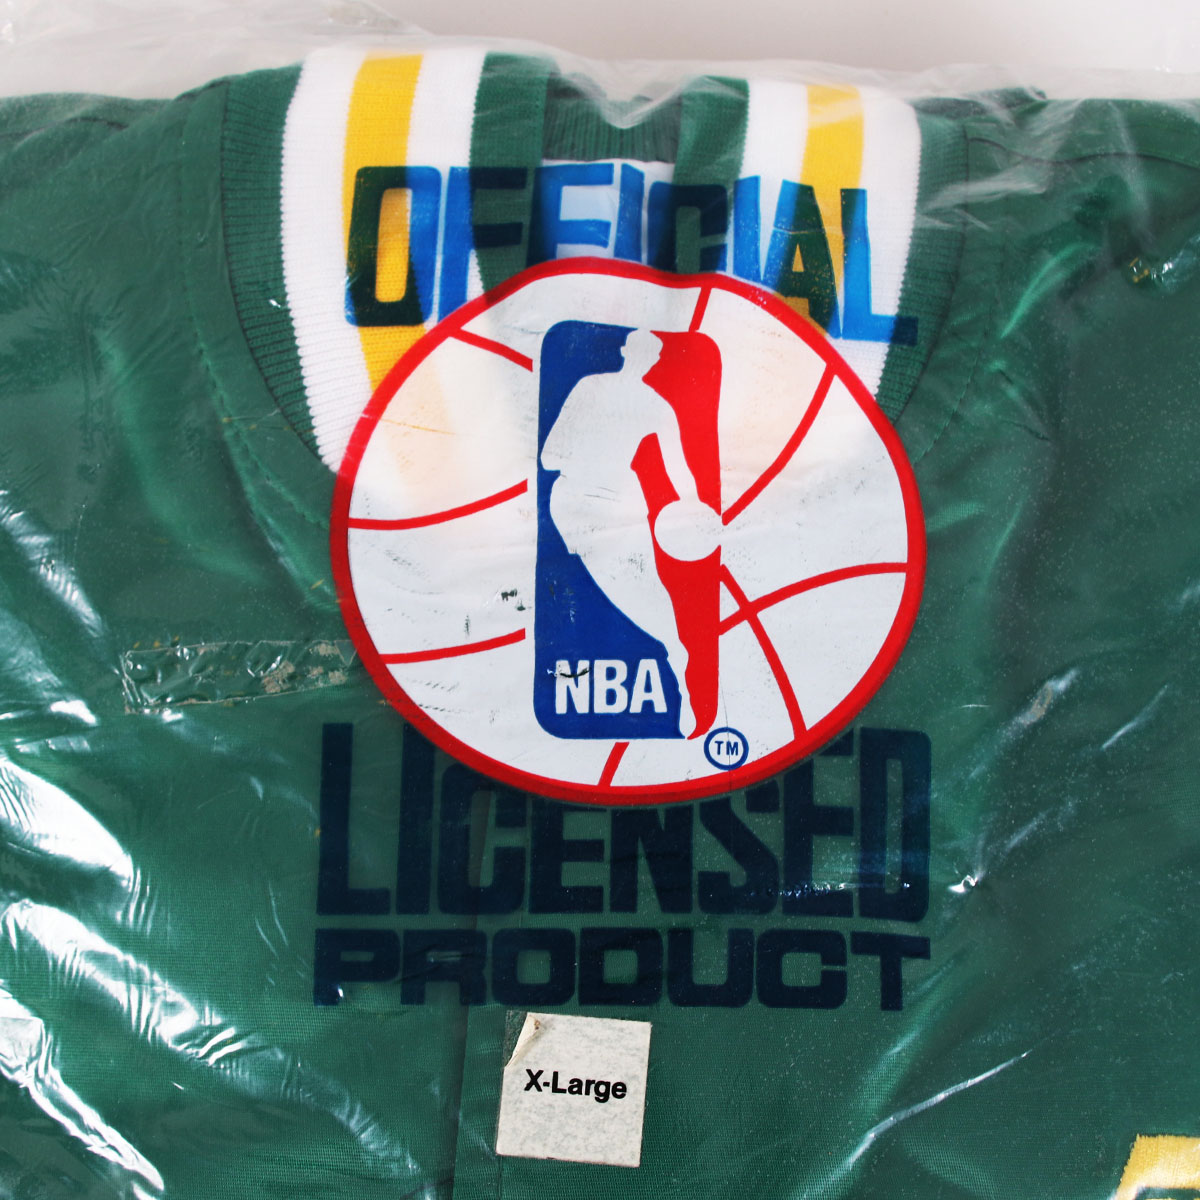 OFFICIAL
NBA
TM
LICENSED
PRODUCT
X-Large